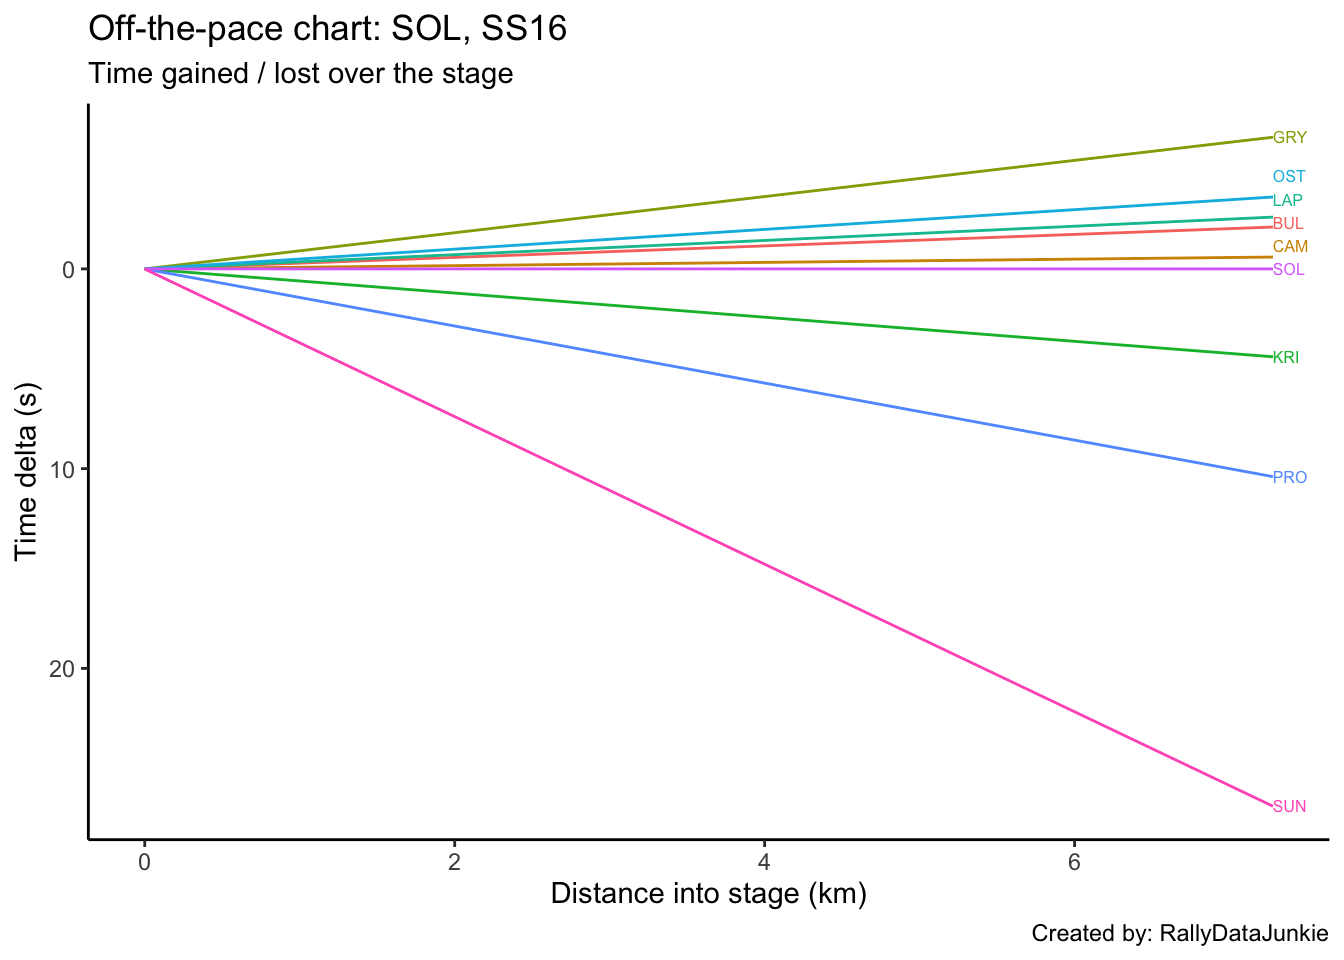 Off-the-pace chart: SOL, SS16
Time gained / lost over the stage
GRY
OST
LAP
BUL
CAM
SOL
KRI
PRO
SUN
0
10
20
Time delta (s)
0 2 4 6
Distance into stage (km)
Created by: RallyDataJunkie